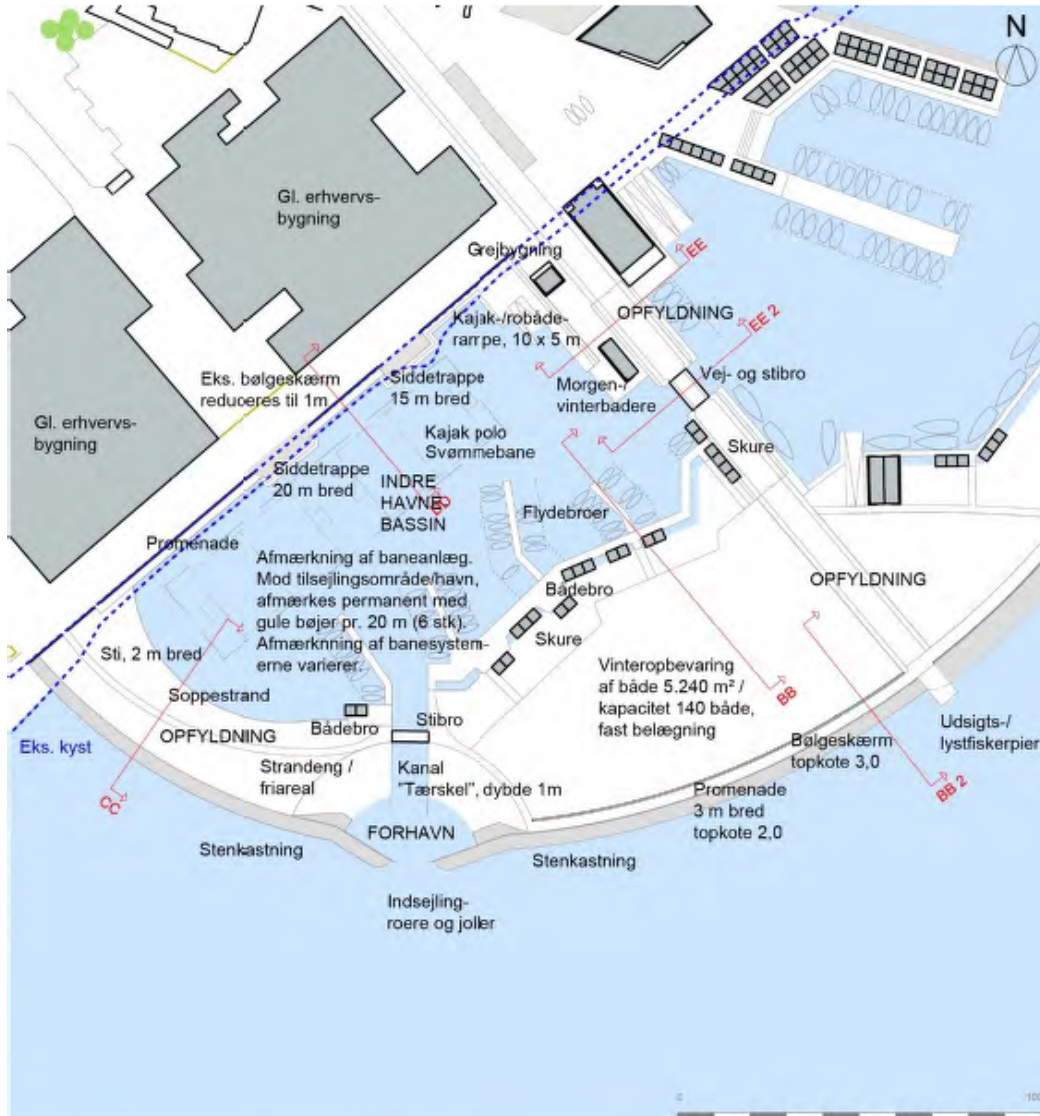 N
Gl. erhvervs-
bygning
Grejbygning
EE
OPFYLDNING
Kajak-/robåde-
rampe, 10 x 5 m
EE 2
Eks. bølgeskærm
reduceres til 1m
Siddetrappe
15 m bred
Morgen-/
vinterbadere
Vej- og stibro
Gl. erhvervs-
bygning
Kajak polo
Svømmebane
Skure
Siddetrappe
20 m bred
INDRE
HAVNE-
BASSIN
Flydebroer
Promenade
Afmærkning af baneanlæg.
Mod tilsejlingsområde/havn,
afmærkes permanent med
gule bøjer pr. 20 m (6 stk).
Afmærknning af banesystem-
erne varierer.
Bådebro
OPFYLDNING
Skure
Sti, 2 m bred
Vinteropbevaring
af både 5.240 m² /
kapacitet 140 både,
fast belægning
BB
Soppestrand
Bådebro
Stibro
Eks. kyst
OPFYLDNING
Udsigts-/
lystfiskerpier
Bølgeskærm
topkote 3,0
Strandeng /
friareal
Kanal
"Tærskel", dybde 1m
Promenade
3 m bred
topkote 2,0
BB 2
CC
FORHAVN
Stenkastning
Stenkastning
Indsejling-
roere og joller
0